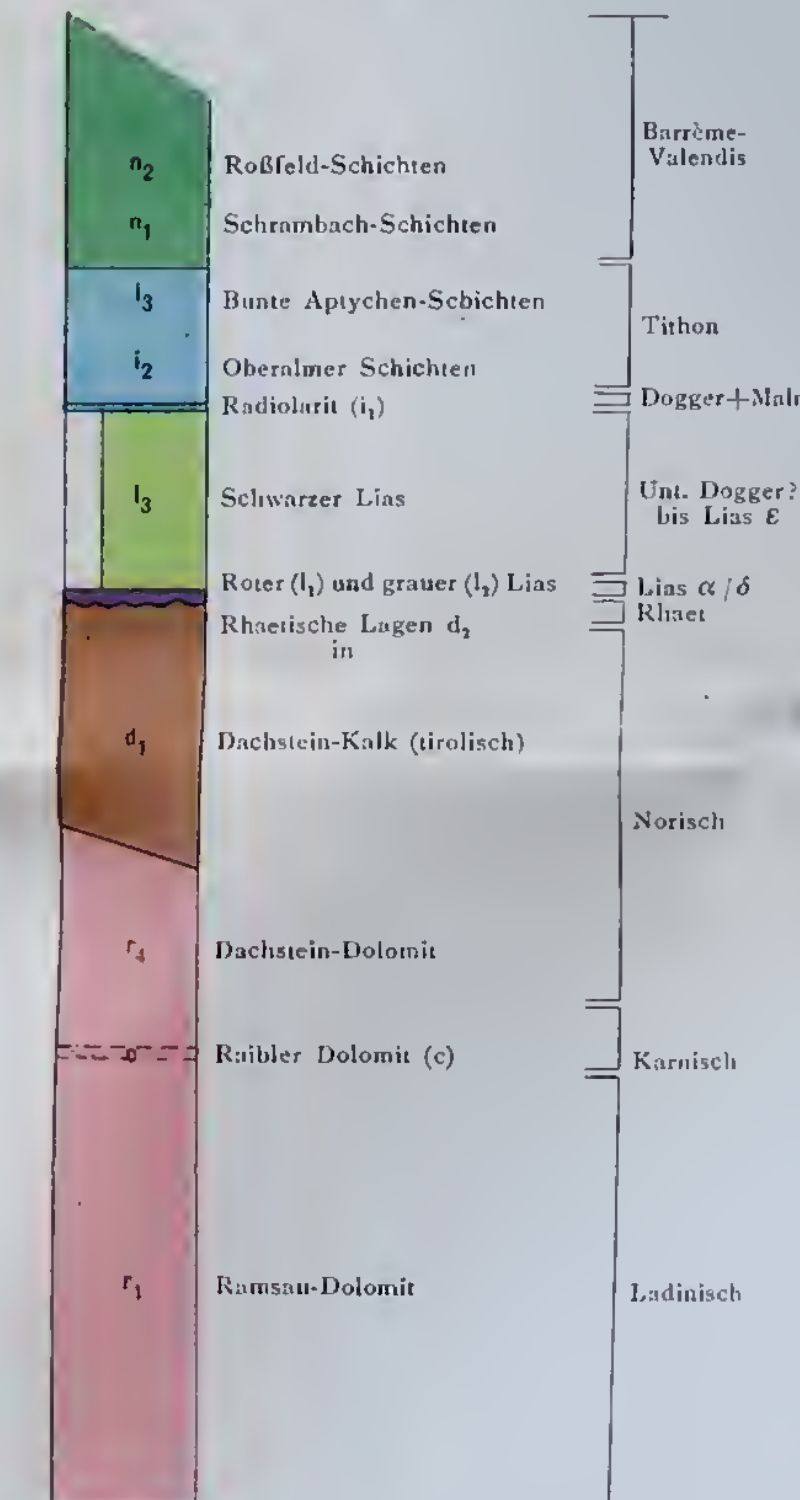 Barrème-
Valendis
n₂ Roßfeld-Schichten
n₁ Schrambach-Schichten
i₃ Bunte Aptychen-Schichten
Tithon
i₂ Oberalmer Schichten
Radiolarit (i₁) Dogger+Malm
l₃ Schwarzer Lias Unt. Dogger?
bis Lias ε
Roter (l₁) und grauer (l₂) Lias Lias α/δ
Rhaetische Lagen d₂ Rhaet
in
d₁ Dachstein-Kalk (tirolisch)
Norisch
r₄ Dachstein-Dolomit
Raibler Dolomit (c) Karnisch
r₁ Ramsau-Dolomit Ladinisch